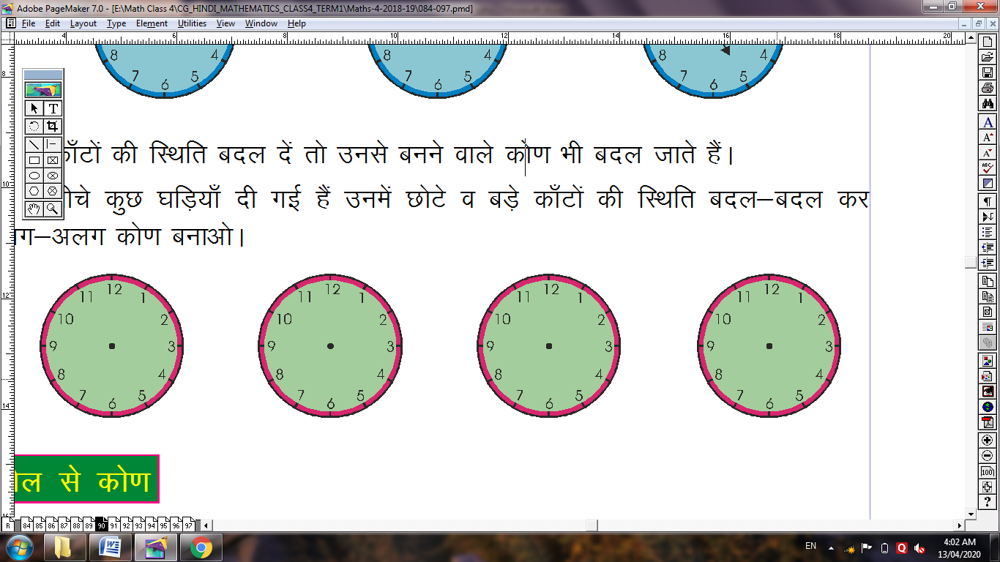 Adobe PageMaker 7.0 - [E:\Math Class 4\CG_HINDI_MATHEMATICS_CLASS4_TERM1\Maths-4-2018-19\084-097.pmd]
File Edit Layout Type Element Utilities View Window Help
4 6 8 10 12 14 16 18 20
8 7 6 5 4
8 7 6 5 4
8 7 6 5 4
काँटों की स्थिति बदल दें तो उनसे बनने वाले कोण भी बदल जाते हैं।
कुछ घड़ियाँ दी गई हैं उनमें छोटे व बड़े काँटों की स्थिति बदल–बदल कर
–अलग कोण बनाओ।
12 1 2 3 4 5 6 7 8 9 10 11
12 1 2 3 4 5 6 7 8 9 10 11
12 1 2 3 4 5 6 7 8 9 10 11
12 1 2 3 4 5 6 7 8 9 10 11
से कोण
R 84 85 86 87 88 89 90 91 92 93 94 95 96 97
EN
4:02 AM
13/04/2020